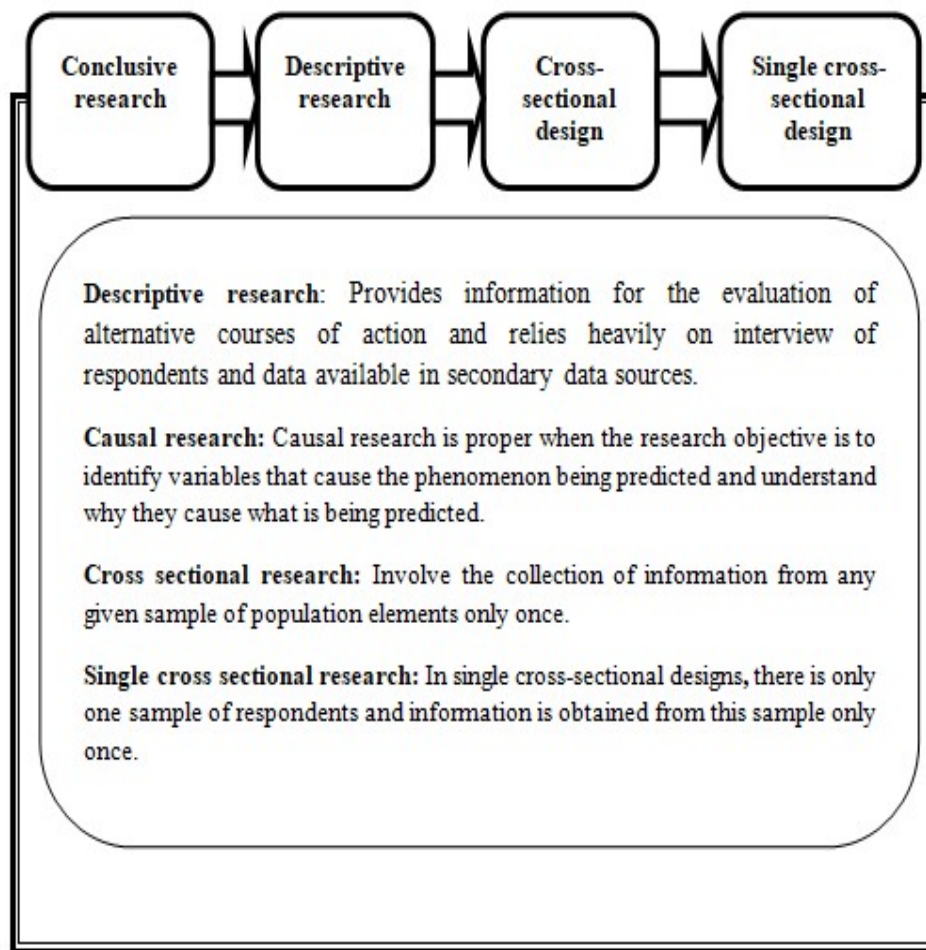 Conclusive
research
Descriptive
research
Cross-
sectional
design
Single cross-
sectional
design
Descriptive research: Provides information for the evaluation of
alternative courses of action and relies heavily on interview of
respondents and data available in secondary data sources.
Causal research: Causal research is proper when the research objective is to
identify variables that cause the phenomenon being predicted and understand
why they cause what is being predicted.
Cross sectional research: Involve the collection of information from any
given sample of population elements only once.
Single cross sectional research: In single cross-sectional designs, there is only
one sample of respondents and information is obtained from this sample only
once.